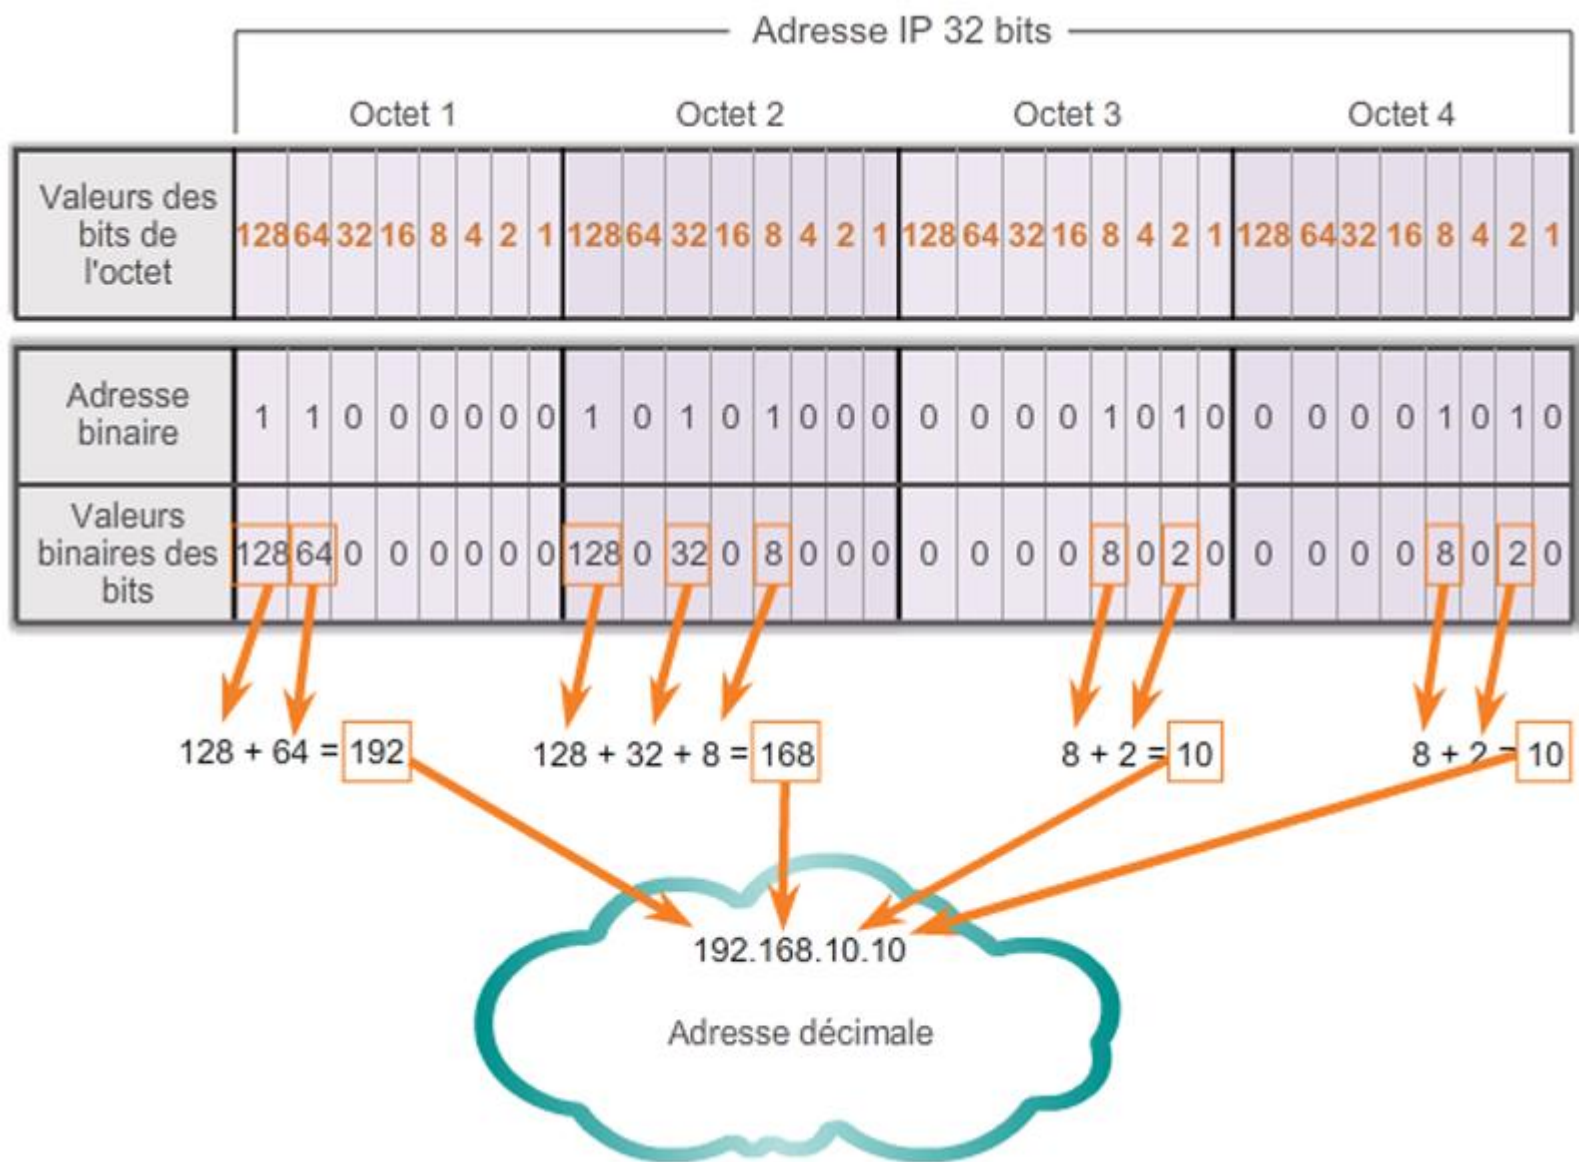 Adresse IP 32 bits
Octet 1 Octet 2 Octet 3 Octet 4
Valeurs des
bits de
l'octet
128 64 32 16 8 4 2 1 128 64 32 16 8 4 2 1 128 64 32 16 8 4 2 1 128 64 32 16 8 4 2 1
Adresse
binaire
1 1 0 0 0 0 0 0 1 0 1 0 1 0 0 0 0 0 0 0 1 0 1 0 0 0 0 0 1 0 1 0
Valeurs
binaires des
bits
128 64 0 0 0 0 0 0 128 0 32 0 8 0 0 0 0 0 0 0 8 0 2 0 0 0 0 0 8 0 2 0
128 + 64 = 192 128 + 32 + 8 = 168 8 + 2 = 10 8 + 2 = 10
192.168.10.10
Adresse décimale